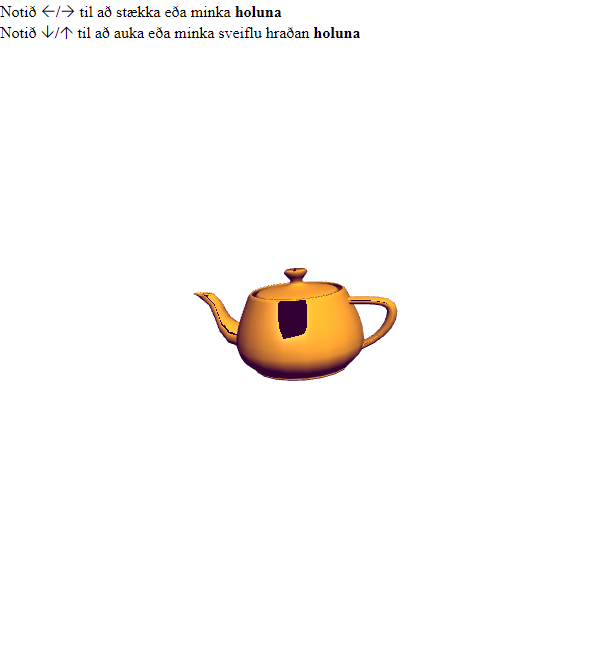 Notið ←/→ til að stækka eða minka holuna
Notið ↓/↑ til að auka eða minka sveiflu hraðan holuna